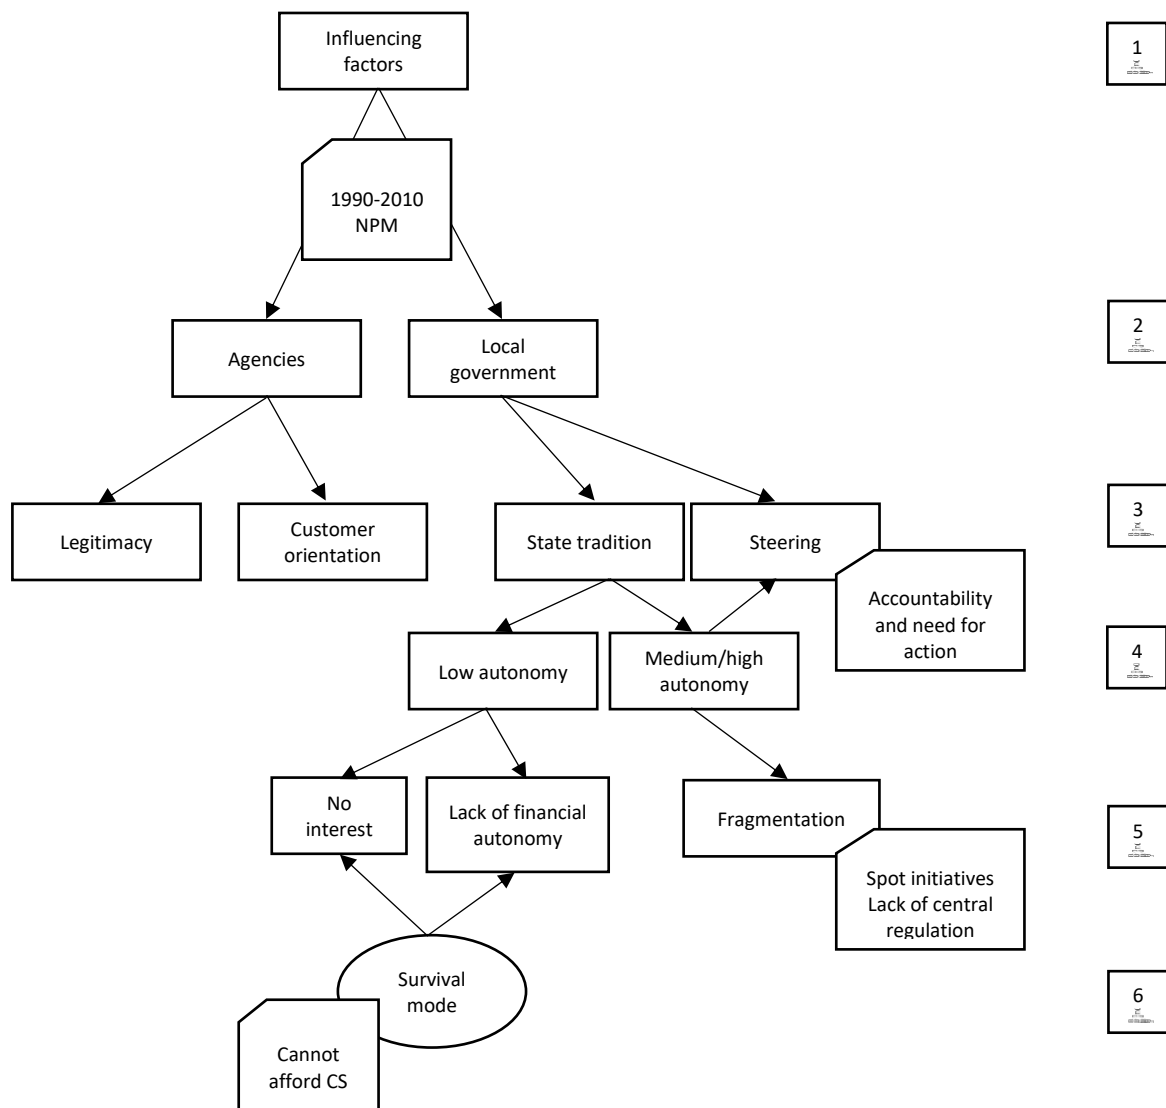 Influencing
factors
1
1990-2010
NPM
Agencies
Local
government
2
Legitimacy
Customer
orientation
State tradition
Steering
3
Accountability
and need for
action
Low autonomy
Medium/high
autonomy
4
No
interest
Lack of financial
autonomy
Fragmentation
5
Spot initiatives
Lack of central
regulation
Survival
mode
6
Cannot
afford CS